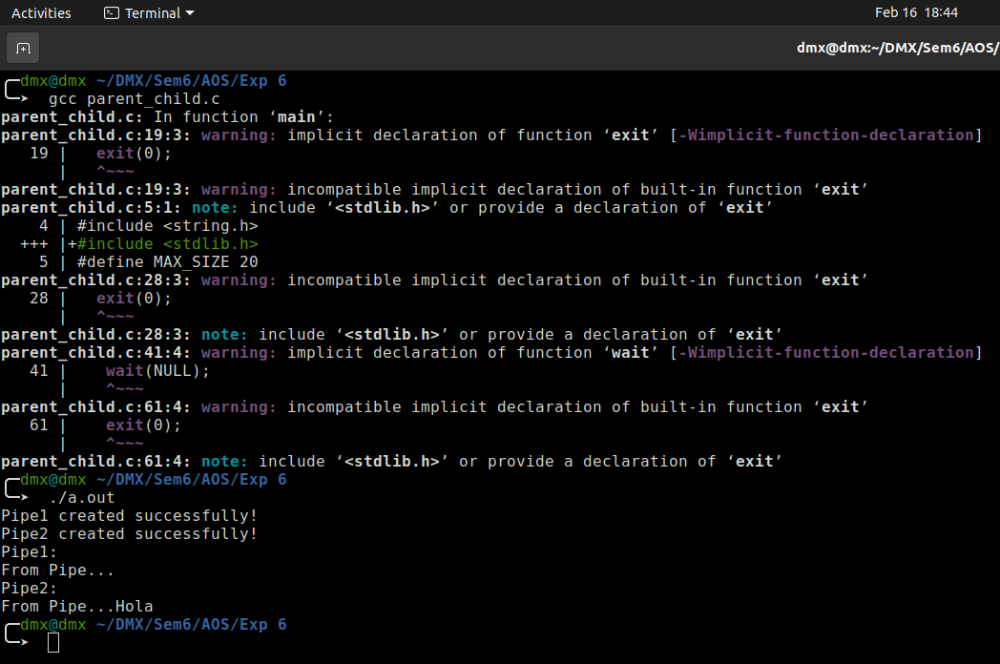 Activities
Terminal
Feb 16 18:44
dmx@dmx:~/DMX/Sem6/AOS/
dmx@dmx ~/DMX/Sem6/AOS/Exp 6
gcc parent_child.c
parent_child.c: In function ‘main’:
parent_child.c:19:3: warning: implicit declaration of function ‘exit’ [-Wimplicit-function-declaration]
   19 |   exit(0);
      |   ^~~~
parent_child.c:19:3: warning: incompatible implicit declaration of built-in function ‘exit’
parent_child.c:5:1: note: include ‘<stdlib.h>’ or provide a declaration of ‘exit’
    4 | #include <string.h>
  +++ |+#include <stdlib.h>
    5 | #define MAX_SIZE 20
parent_child.c:28:3: warning: incompatible implicit declaration of built-in function ‘exit’
   28 |   exit(0);
      |   ^~~~
parent_child.c:28:3: note: include ‘<stdlib.h>’ or provide a declaration of ‘exit’
parent_child.c:41:4: warning: implicit declaration of function ‘wait’ [-Wimplicit-function-declaration]
   41 |    wait(NULL);
      |    ^~~~
parent_child.c:61:4: warning: incompatible implicit declaration of built-in function ‘exit’
   61 |    exit(0);
      |    ^~~~
parent_child.c:61:4: note: include ‘<stdlib.h>’ or provide a declaration of ‘exit’
dmx@dmx ~/DMX/Sem6/AOS/Exp 6
./a.out
Pipe1 created successfully!
Pipe2 created successfully!
Pipe1:
From Pipe...
Pipe2:
From Pipe...Hola
dmx@dmx ~/DMX/Sem6/AOS/Exp 6